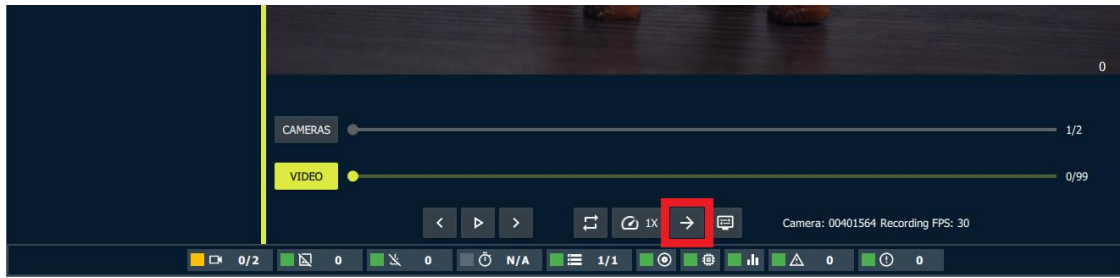 0
CAMERAS 1/2
VIDEO 0/99
1X Camera: 00401564 Recording FPS: 30
0/2 0 0 N/A 1/1 0 0